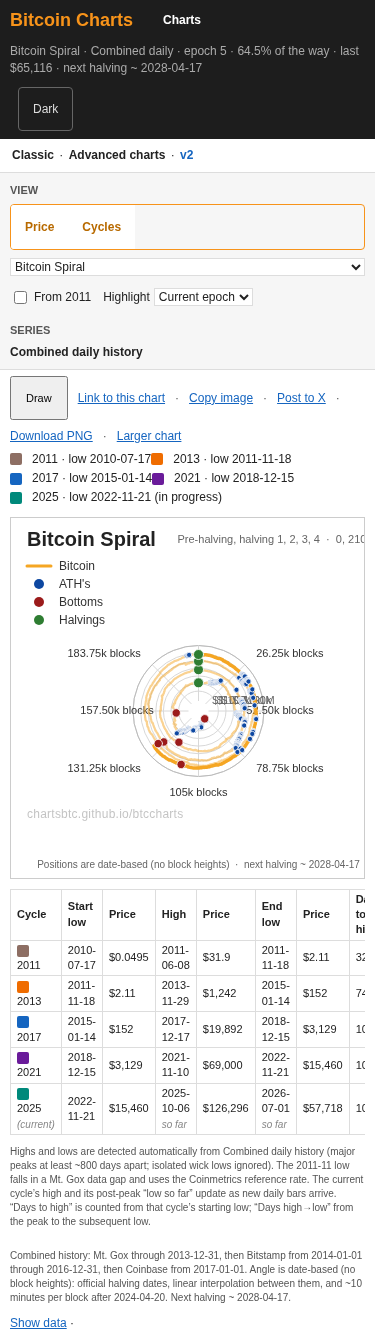 Bitcoin Charts Charts
Bitcoin Spiral · Combined daily · epoch 5 · 64.5% of the way · last
$65,116 · next halving ~ 2028-04-17
Dark
Classic · Advanced charts · v2
VIEW
Price Cycles
Bitcoin Spiral
From 2011 Highlight Current epoch
SERIES
Combined daily history
Draw Link to this chart · Copy image · Post to X ·
Download PNG · Larger chart
2011 · low 2010-07-17 2013 · low 2011-11-18
2017 · low 2015-01-14 2021 · low 2018-12-15
2025 · low 2022-11-21 (in progress)
Bitcoin Spiral Pre-halving, halving 1, 2, 3, 4 · 0, 210
Bitcoin
ATH's
Bottoms
Halvings
183.75k blocks 26.25k blocks
157.50k blocks 52.50k blocks
131.25k blocks 78.75k blocks
105k blocks
chartsbtc.github.io/btccharts
Positions are date-based (no block heights) · next halving ~ 2028-04-17
Cycle Start low Price High Price End low Price
2011 2010-07-17 $0.0495 2011-06-08 $31.9 2011-11-18 $2.11 32
2013 2011-11-18 $2.11 2013-11-29 $1,242 2015-01-14 $152 74
2017 2015-01-14 $152 2017-12-17 $19,892 2018-12-15 $3,129 10
2021 2018-12-15 $3,129 2021-11-10 $69,000 2022-11-21 $15,460 10
2025 (current) 2022-11-21 $15,460 2025-10-06 so far $126,296 2026-07-01 so far $57,718 10
Highs and lows are detected automatically from Combined daily history (major
peaks at least ~800 days apart; isolated wick lows ignored). The 2011-11 low
falls in a Mt. Gox data gap and uses the Coinmetrics reference rate. The current
cycle's high and its post-peak "low so far" update as new daily bars arrive.
"Days to high" is counted from that cycle's starting low; "Days high→low" from
the peak to the subsequent low.
Combined history: Mt. Gox through 2013-12-31, then Bitstamp from 2014-01-01
through 2016-12-31, then Coinbase from 2017-01-01. Angle is date-based (no
block heights): official halving dates, linear interpolation between them, and ~10
minutes per block after 2024-04-20. Next halving ~ 2028-04-17.
Show data ·